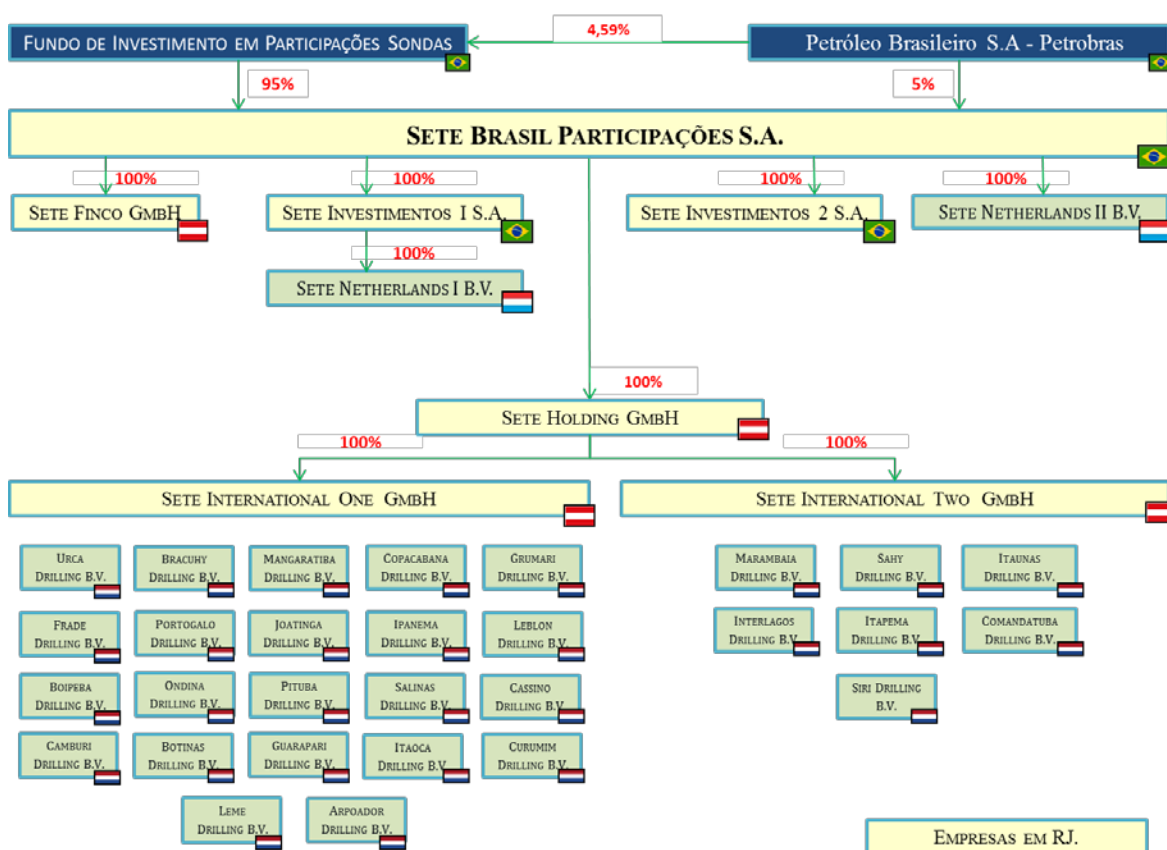 FUNDO DE INVESTIMENTO EM PARTICIPAÇÕES SONDAS
4,59%
Petróleo Brasileiro S.A - Petrobras
95%
5%
SETE BRASIL PARTICIPAÇÕES S.A.
100%
100%
100%
100%
SETE FINCO GMBH
SETE INVESTIMENTOS I S.A.
SETE INVESTIMENTOS 2 S.A.
SETE NETHERLANDS II B.V.
100%
SETE NETHERLANDS I B.V.
100%
SETE HOLDING GMBH
100%
100%
SETE INTERNATIONAL ONE GMBH
SETE INTERNATIONAL TWO GMBH
URCA
DRILLING B.V.
BRACUHY
DRILLING B.V.
MANGARATIBA
DRILLING B.V.
COPACABANA
DRILLING B.V.
GRUMARI
DRILLING B.V.
MARAMBAIA
DRILLING B.V.
SAHY
DRILLING B.V.
ITAUNAS
DRILLING B.V.
FRADE
DRILLING B.V.
PORTOGALO
DRILLING B.V.
JOATINGA
DRILLING B.V.
IPANEMA
DRILLING B.V.
LEBLON
DRILLING B.V.
INTERLAGOS
DRILLING B.V.
ITAPEMA
DRILLING B.V.
COMANDATUBA
DRILLING B.V.
BOIPEBA
DRILLING B.V.
ONDINA
DRILLING B.V.
PITUBA
DRILLING B.V.
SALINAS
DRILLING B.V.
CASSINO
DRILLING B.V.
SIRI DRILLING
B.V.
CAMBURI
DRILLING B.V.
BOTINAS
DRILLING B.V.
GUARAPARI
DRILLING B.V.
ITAOCA
DRILLING B.V.
CURUMIM
DRILLING B.V.
LEME
DRILLING B.V.
ARPOADOR
DRILLING B.V.
EMPRESAS EM RJ.